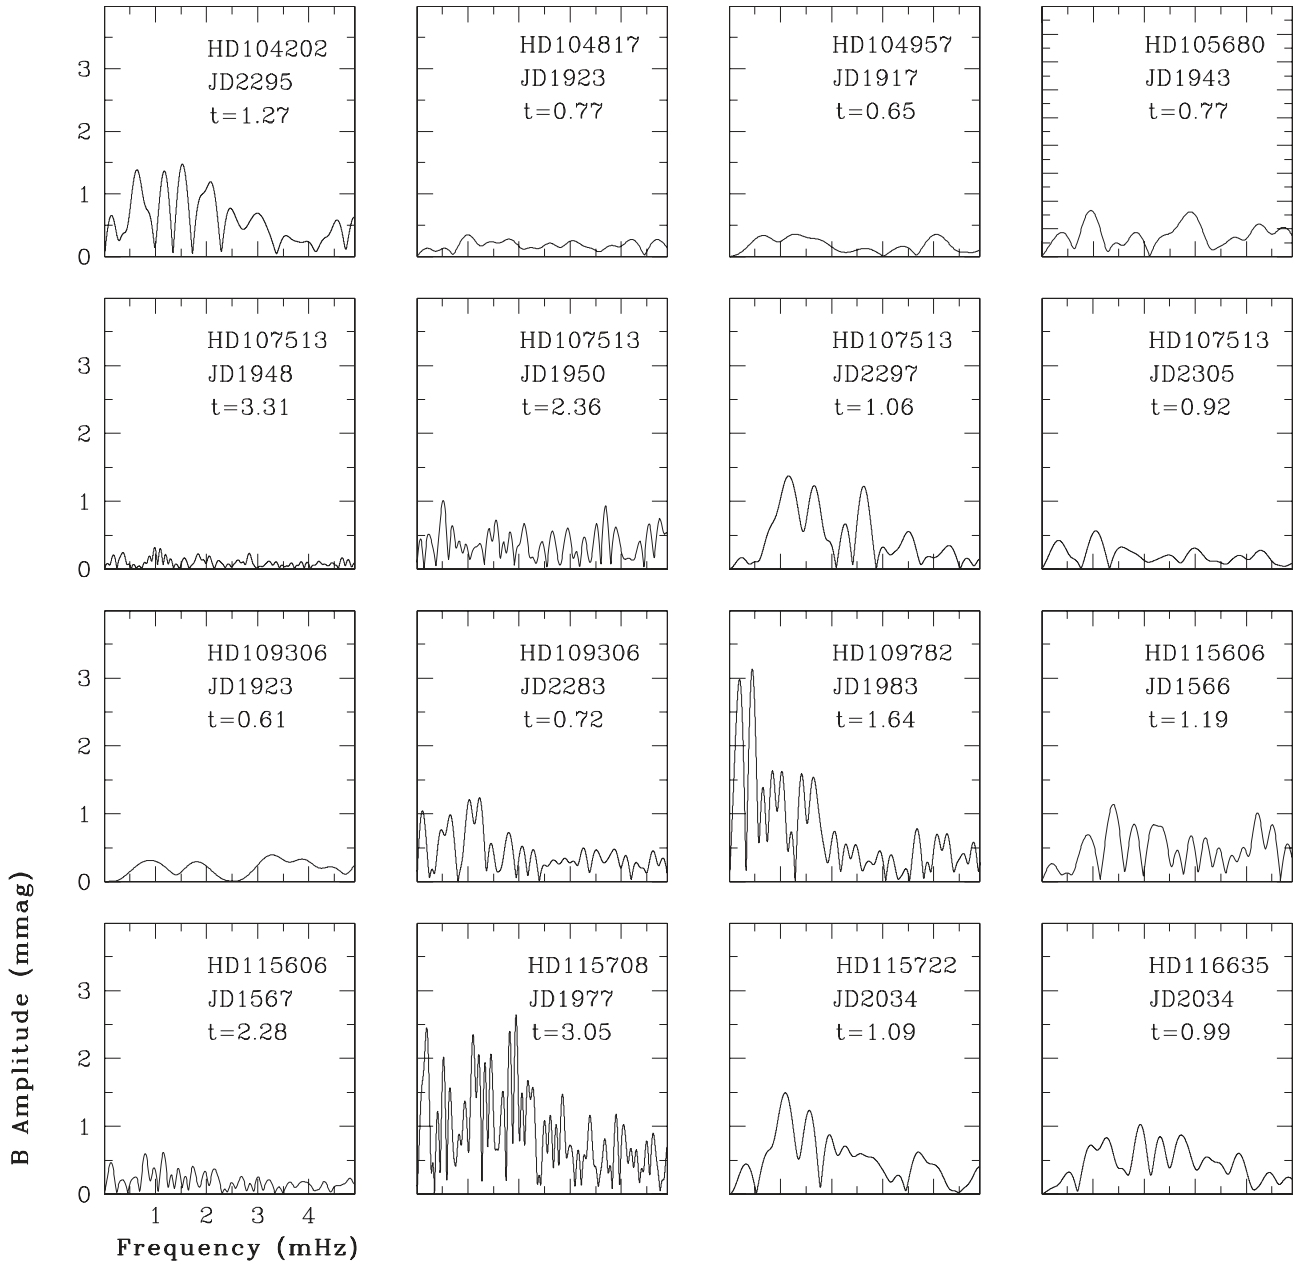 HD104202
JD2295
t=1.27
HD104817
JD1923
t=0.77
HD104957
JD1917
t=0.65
HD105680
JD1943
t=0.77
3
2
1
0
HD107513
JD1948
t=3.31
HD107513
JD1950
t=2.36
HD107513
JD2297
t=1.06
HD107513
JD2305
t=0.92
3
2
1
0
HD109306
JD1923
t=0.61
HD109306
JD2283
t=0.72
HD109782
JD1983
t=1.64
HD115606
JD1566
t=1.19
3
2
1
0
HD115606
JD1567
t=2.28
HD115708
JD1977
t=3.05
HD115722
JD2034
t=1.09
HD116635
JD2034
t=0.99
3
2
1
0
1 2 3 4
B Amplitude (mmag)
Frequency (mHz)